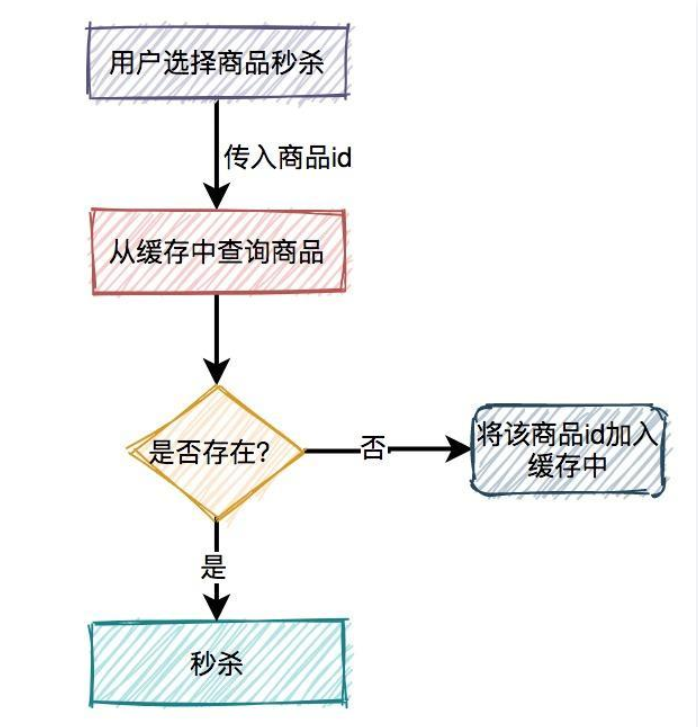 用户选择商品秒杀
传入商品id
从缓存中查询商品
是否存在?
否
将该商品id加入
缓存中
是
秒杀